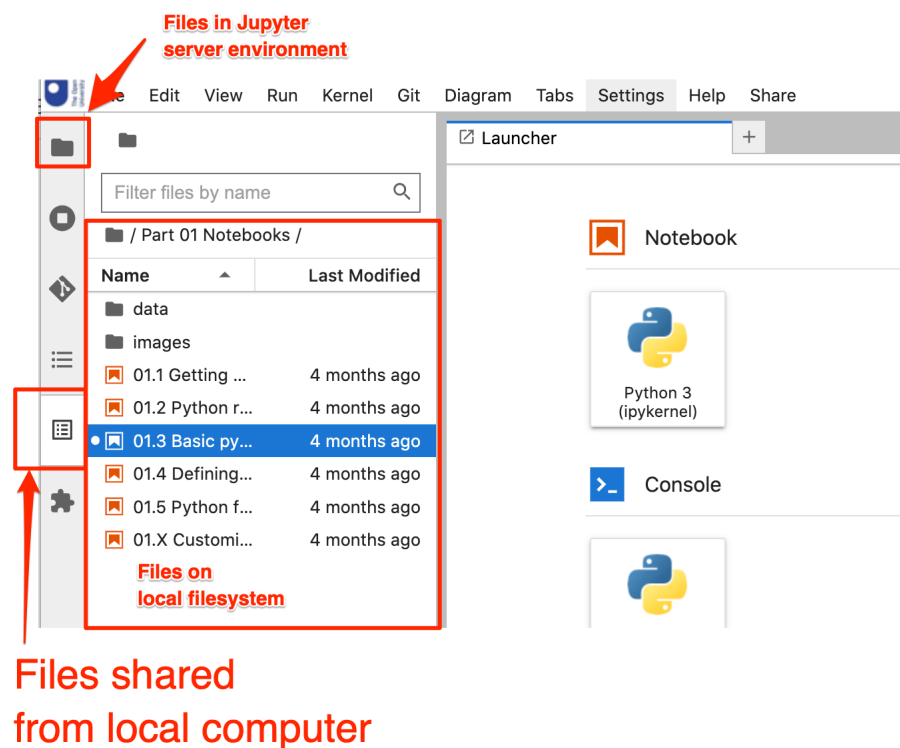 Files in Jupyter
server environment
The Open
University
Edit View Run Kernel Git Diagram Tabs Settings Help Share
Launcher
+
Filter files by name
/ Part 01 Notebooks /
Name Last Modified
data
images
01.1 Getting ... 4 months ago
01.2 Python r... 4 months ago
01.3 Basic py... 4 months ago
01.4 Defining... 4 months ago
01.5 Python f... 4 months ago
01.X Customi... 4 months ago
Files on
local filesystem
Notebook
Python 3
(ipykernel)
Console
Files shared
from local computer